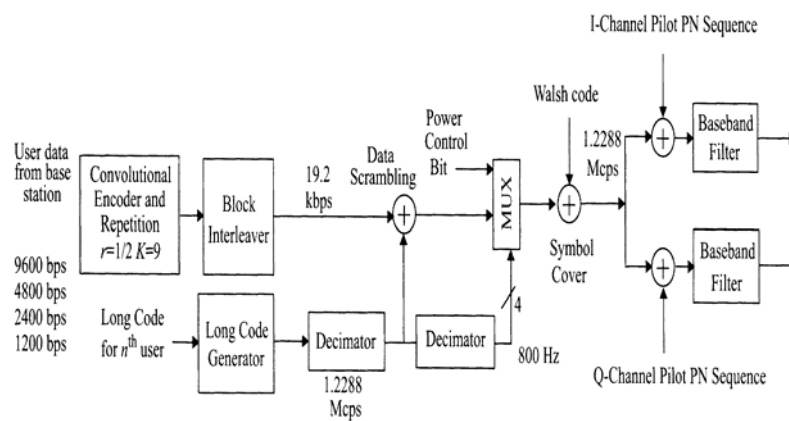 I-Channel Pilot PN Sequence
Walsh code
Power
Control
Bit
1.2288
Mcps
Baseband
Filter
User data
from base
station
Convolutional
Encoder and
Repetition
r=1/2 K=9
Block
Interleaver
19.2
kbps
Data
Scrambling
+
MUX
+
+
Symbol
Cover
+
Baseband
Filter
9600 bps
4800 bps
2400 bps
1200 bps
Long Code
for nth user
Long Code
Generator
Decimator
1.2288
Mcps
Decimator
4
800 Hz
Q-Channel Pilot PN Sequence